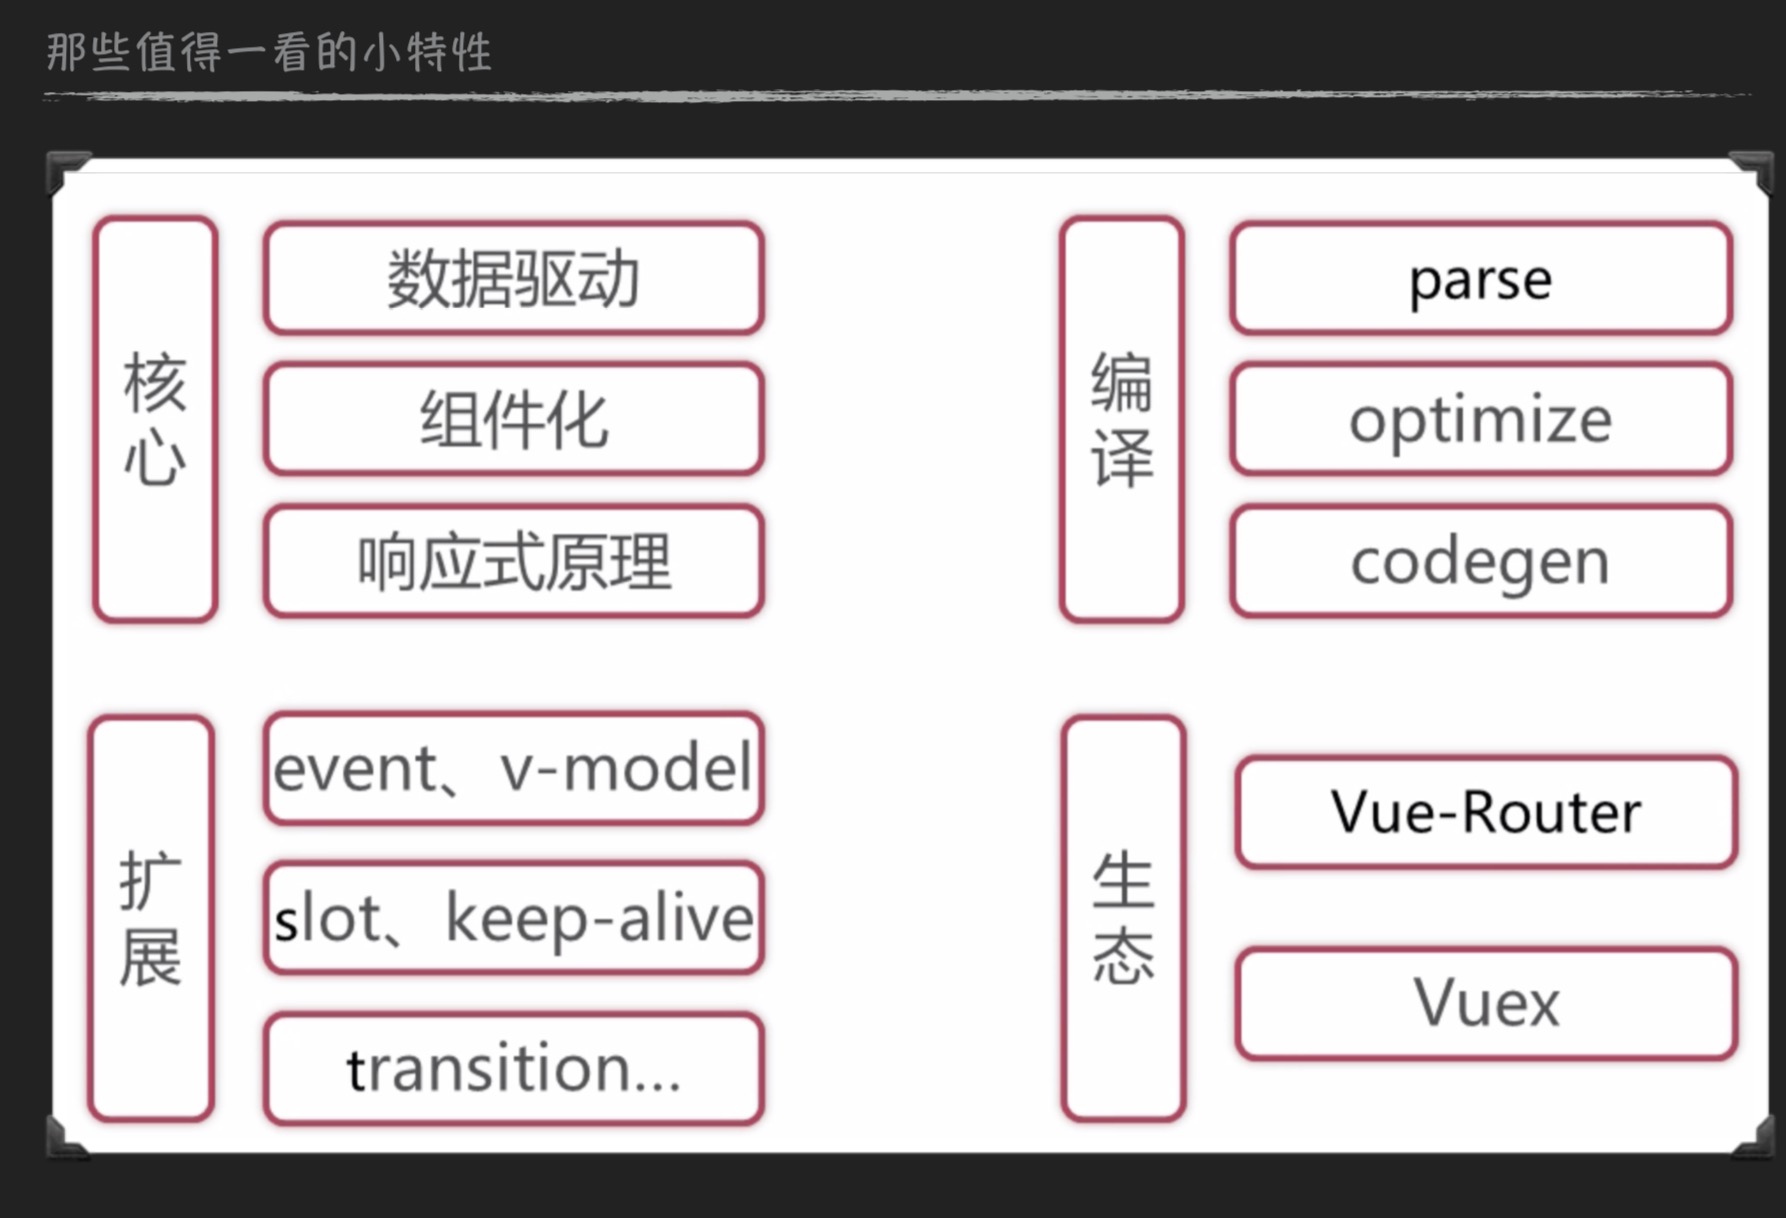 那些值得一看的小特性
核心
数据驱动
组件化
响应式原理
编译
parse
optimize
codegen
扩展
event、v-model
slot、keep-alive
transition...
生态
Vue-Router
Vuex